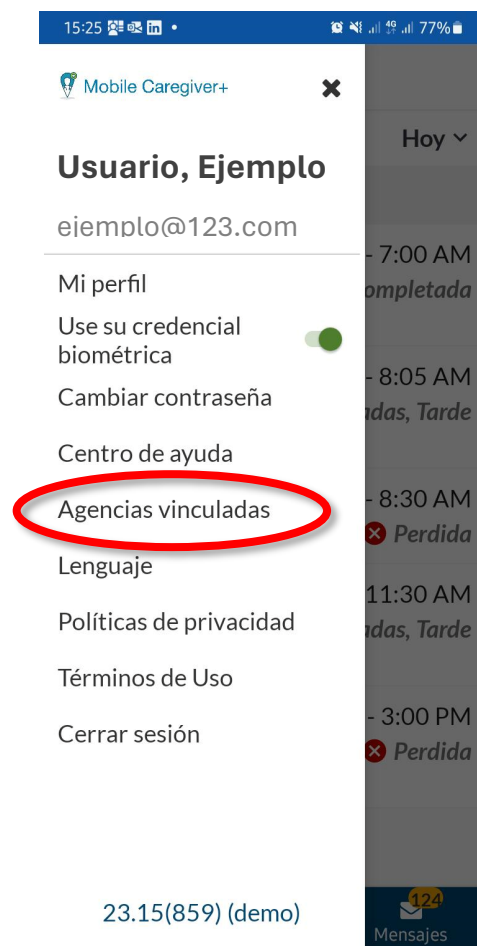 15:25
4G 77%
Mobile Caregiver+
Hoy
Usuario, Ejemplo
ejemplo@123.com
- 7:00 AM
Mi perfil
ompletada
Use su credencial
biométrica
- 8:05 AM
Cambiar contraseña
adas, Tarde
Centro de ayuda
- 8:30 AM
Agencias vinculadas
Perdida
Lenguaje
11:30 AM
Políticas de privacidad
adas, Tarde
Términos de Uso
- 3:00 PM
Cerrar sesión
Perdida
124
23.15(859) (demo)
Mensajes